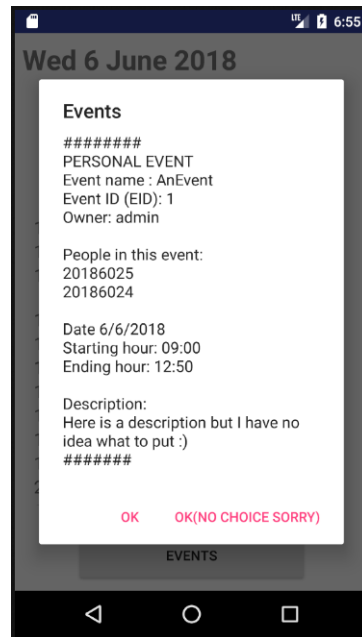 LTE 6:55
Wed 6 June 2018
Events
########
PERSONAL EVENT
Event name : AnEvent
Event ID (EID): 1
Owner: admin
People in this event:
20186025
20186024
Date 6/6/2018
Starting hour: 09:00
Ending hour: 12:50
Description:
Here is a description but I have no
idea what to put :)
#######
OK OK(NO CHOICE SORRY)
EVENTS